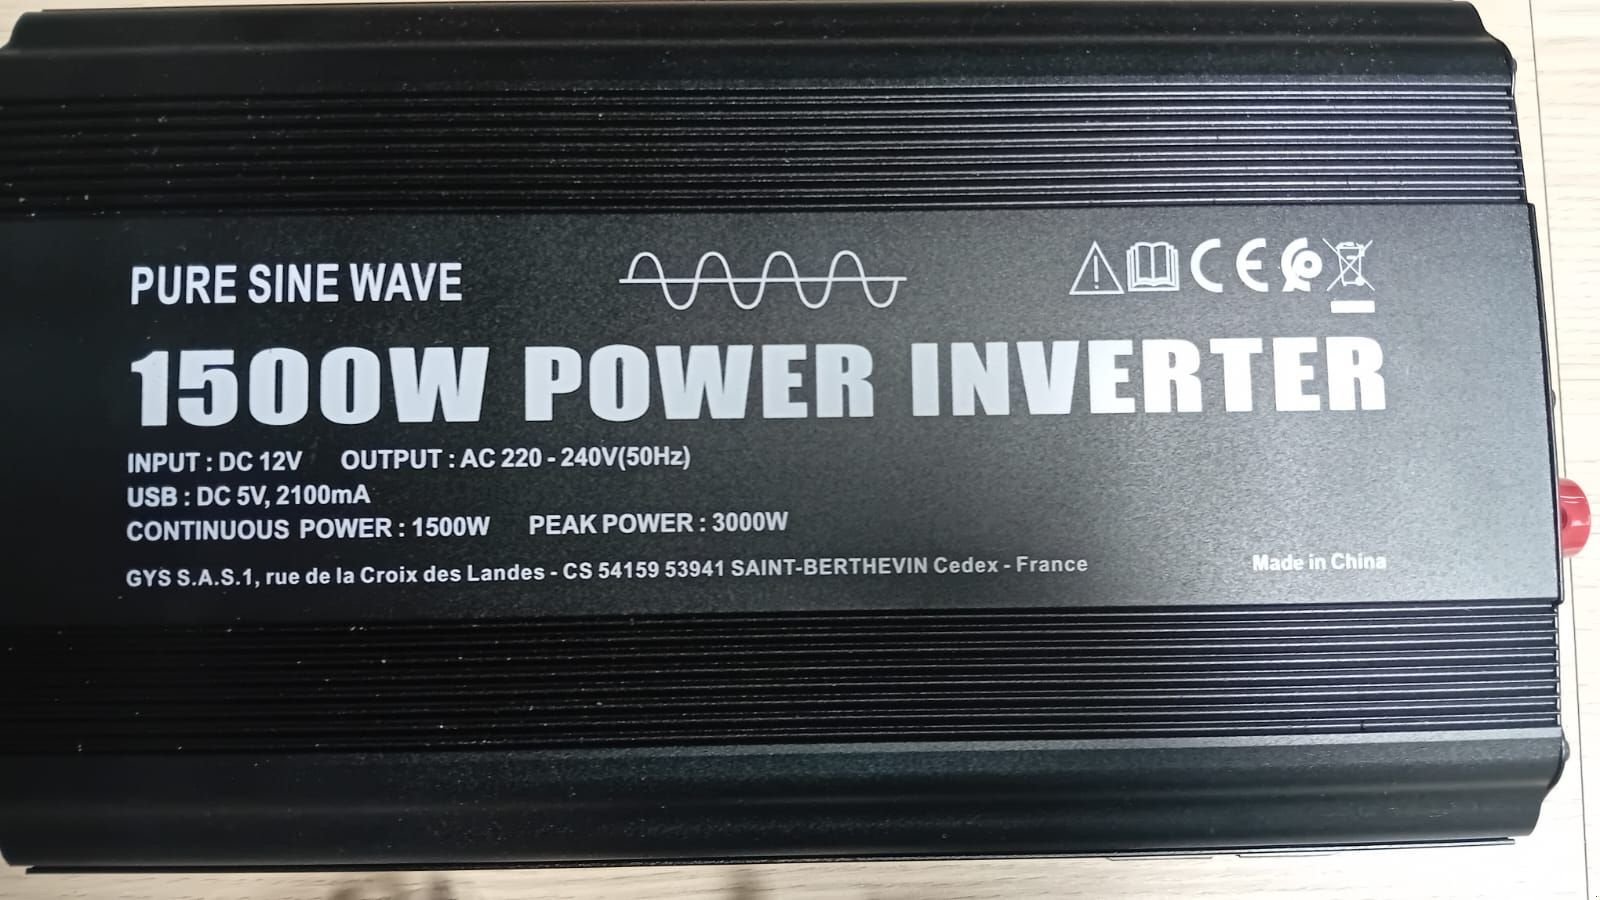 PURE SINE WAVE
CE
1500W POWER INVERTER
INPUT : DC 12V OUTPUT : AC 220 - 240V(50Hz)
USB : DC 5V, 2100mA
CONTINUOUS POWER : 1500W PEAK POWER : 3000W
GYS S.A.S.1, rue de la Croix des Landes - CS 54159 53941 SAINT-BERTHEVIN Cedex - France
Made in China